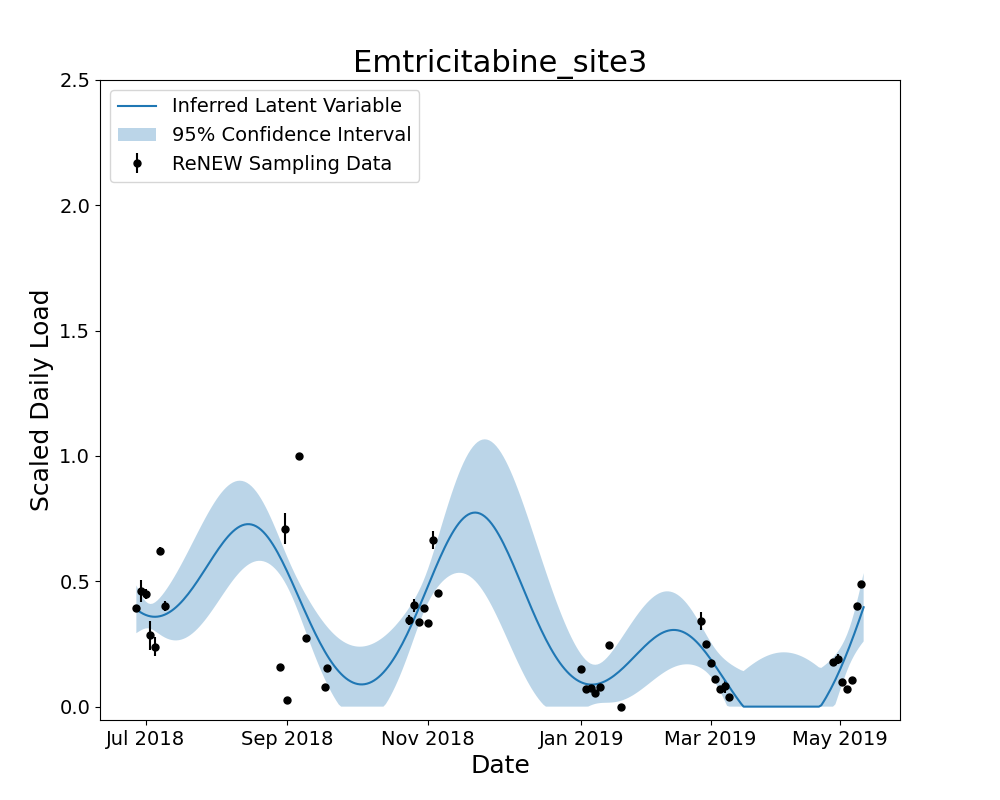 Emtricitabine_site3
2.5
Inferred Latent Variable
95% Confidence Interval
ReNEW Sampling Data
2.0
1.5
1.0
0.5
0.0
Scaled Daily Load
Jul 2018
Sep 2018
Nov 2018
Jan 2019
Mar 2019
May 2019
Date